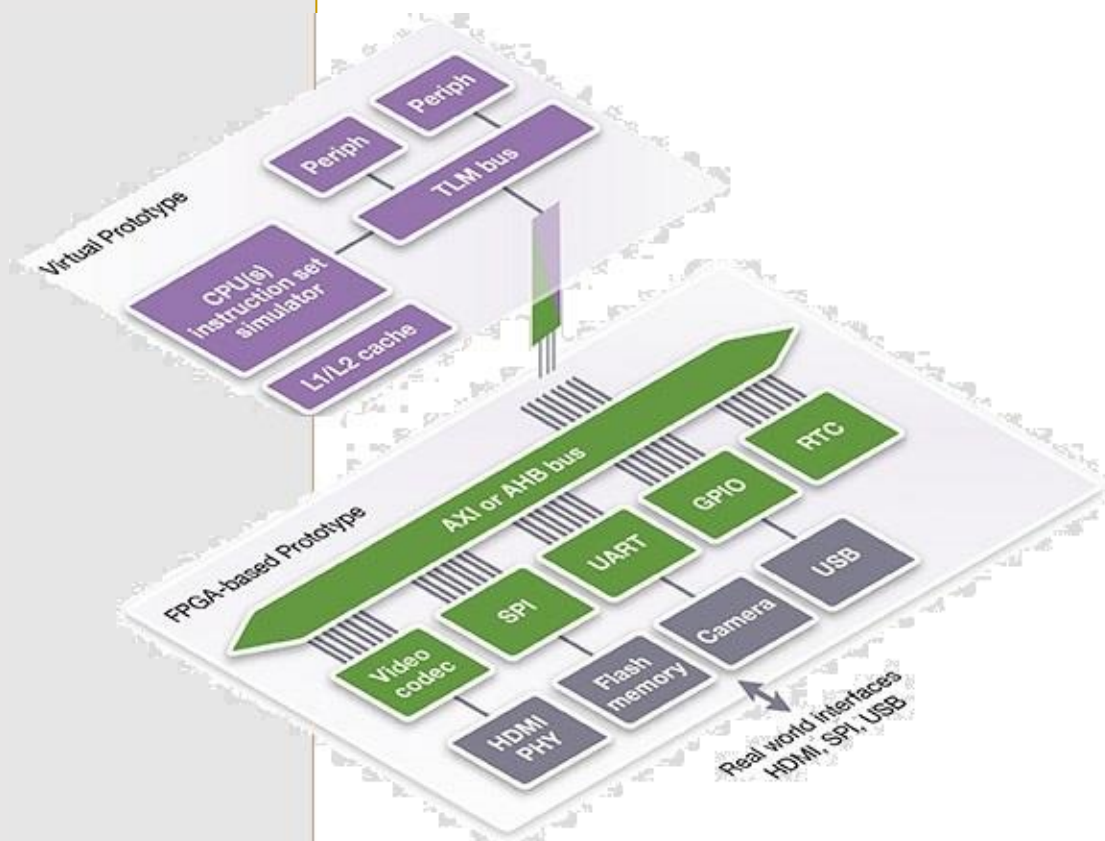 Periph
Periph
TLM bus
Virtual Prototype
CPU(s)
instruction set
simulator
L1/L2 cache
AXI or AHB bus
FPGA-based Prototype
RTC
GPIO
UART
SPI
Video
codec
USB
Camera
Flash
memory
HDMI
PHY
Real world interfaces
HDMI, SPI, USB